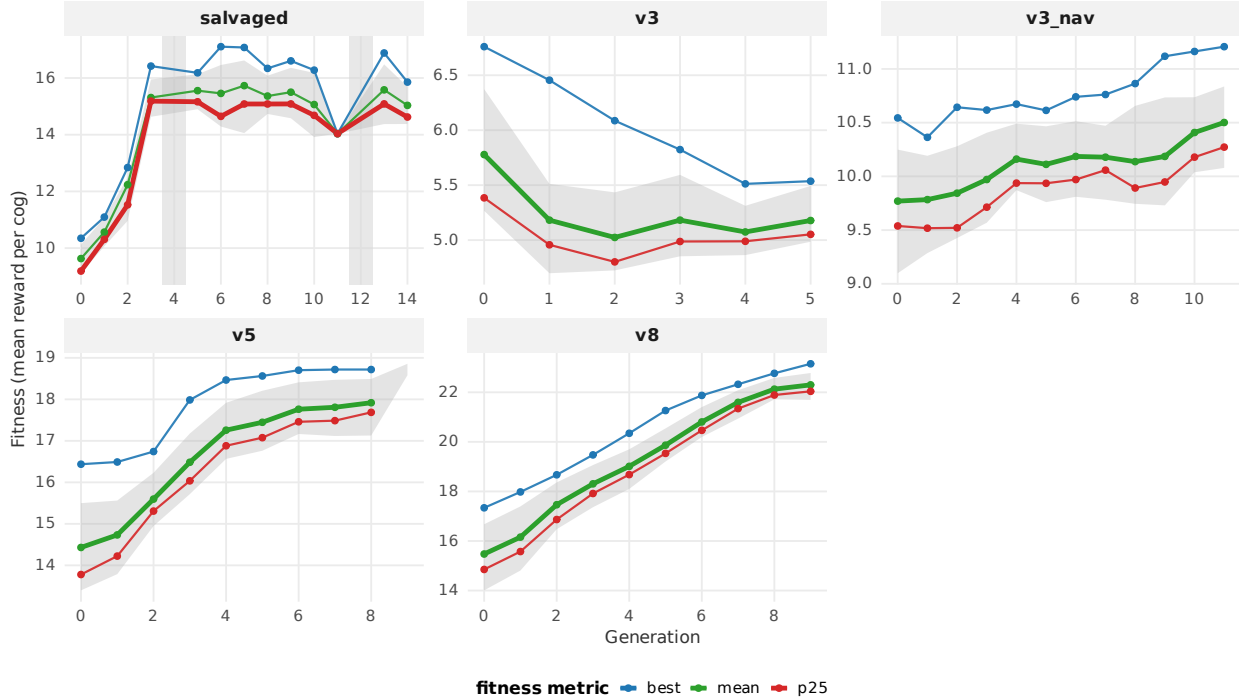 salvaged
v3
v3_nav
16
14
12
10
0 2 4 6 8 10 12 14
6.5
6.0
5.5
5.0
0 1 2 3 4 5
11.0
10.5
10.0
9.5
9.0
0 2 4 6 8 10
Fitness (mean reward per cog)
v5
v8
19
18
17
16
15
14
0 2 4 6 8
22
20
18
16
14
0 2 4 6 8
Generation
fitness metric best mean p25